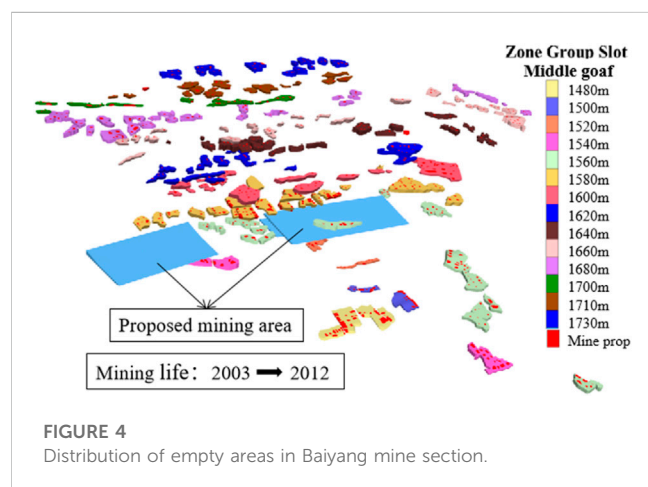 Zone Group Slot
Middle goaf
1480m
1500m
1520m
1540m
1560m
1580m
1600m
1620m
1640m
1660m
1680m
1700m
1710m
1730m
Mine prop
Proposed mining area
Mining life: 2003 ➡ 2012
FIGURE 4
Distribution of empty areas in Baiyang mine section.